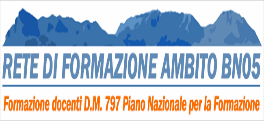 RETE DI FORMAZIONE AMBITO BN05
Formazione docenti D.M. 797 Piano Nazionale per la Formazione